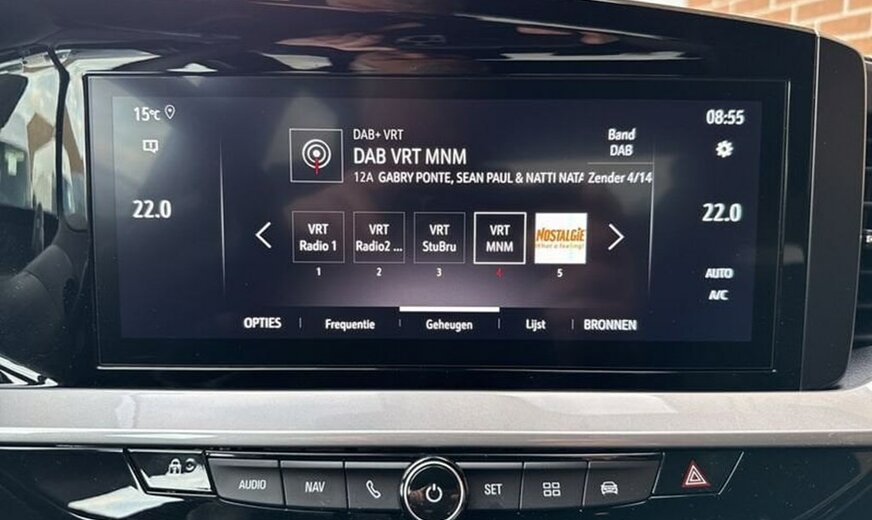 15°C
22.0
DAB+ VRT
DAB VRT MNM
12A GABRY PONTE, SEAN PAUL & NATTI NATA
Band
DAB
Zender 4/14
VRT
Radio 1
1
VRT
Radio2 ...
2
VRT
StuBru
3
VRT
MNM
4
NOSTALGIE
What a feeling!
5
08:55
22.0
AUTO
A/C
OPTIES
Frequentie
Geheugen
Lijst
BRONNEN
AUDIO
NAV
SET